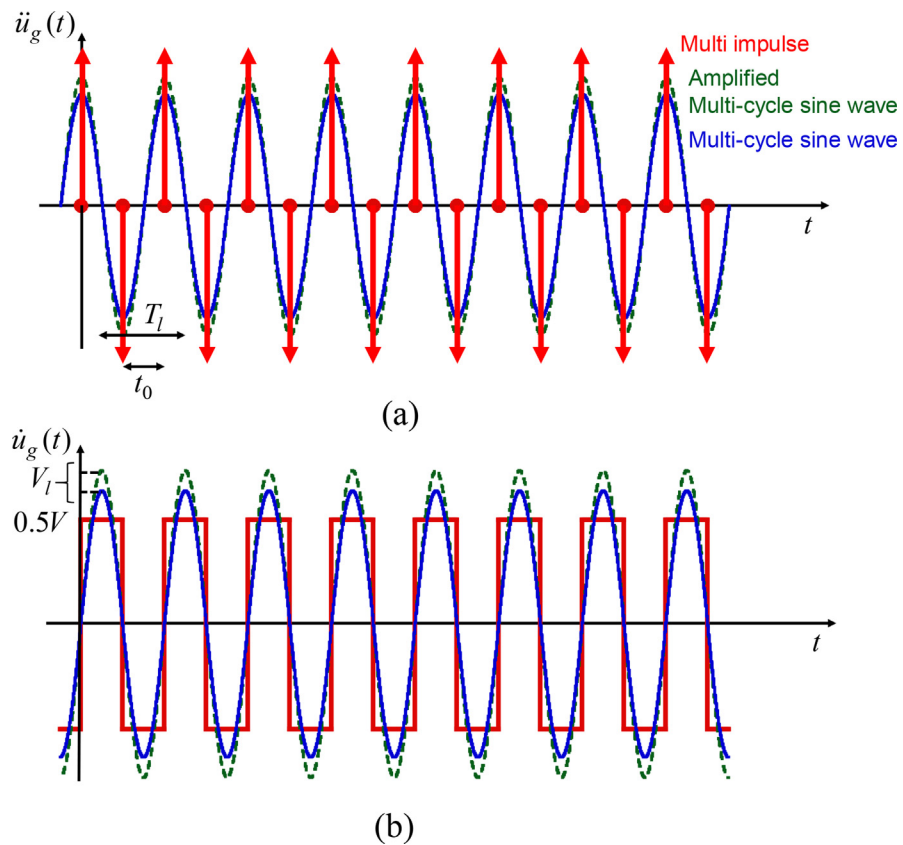 ü_g(t)
Multi impulse
Amplified
Multi-cycle sine wave
Multi-cycle sine wave
t
T_l
t_0
(a)
u̇_g(t)
V_l
0.5V
t
(b)